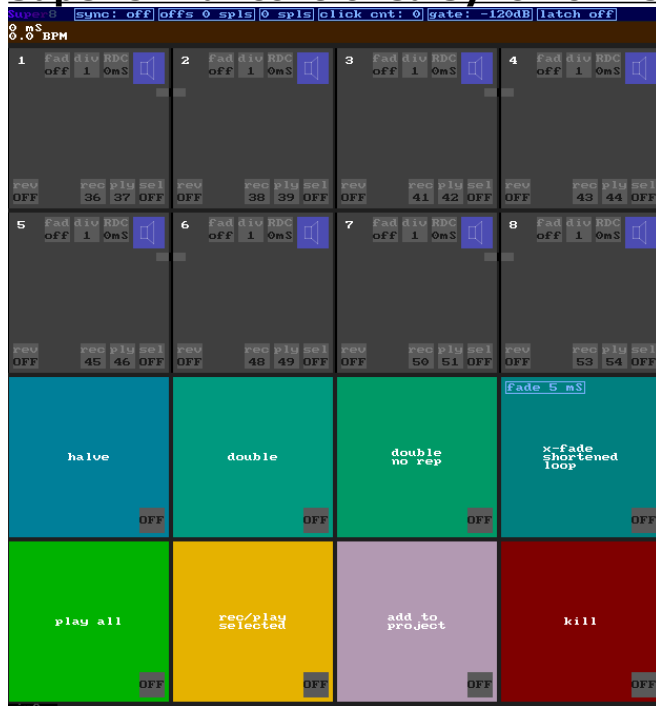 Super8 sync: off offs 0 spls 0 spls click cnt: 0 gate: -120dB latch off
0 mS
0.0 BPM
1 fad div RDC 2 fad div RDC 3 fad div RDC 4 fad div RDC
off 1 0mS off 1 0mS off 1 0mS off 1 0mS
rev rec ply sel rev rec ply sel rev rec ply sel rev rec ply sel
OFF 36 37 OFF OFF 38 39 OFF OFF 41 42 OFF OFF 43 44 OFF
5 fad div RDC 6 fad div RDC 7 fad div RDC 8 fad div RDC
off 1 0mS off 1 0mS off 1 0mS off 1 0mS
rev rec ply sel rev rec ply sel rev rec ply sel rev rec ply sel
OFF 45 46 OFF OFF 48 49 OFF OFF 50 51 OFF OFF 53 54 OFF
fade 5 mS
halve
double
double
no rep
x-fade
shortened
loop
OFF OFF OFF OFF
play all
rec/play
selected
add to
project
kill
OFF OFF OFF OFF